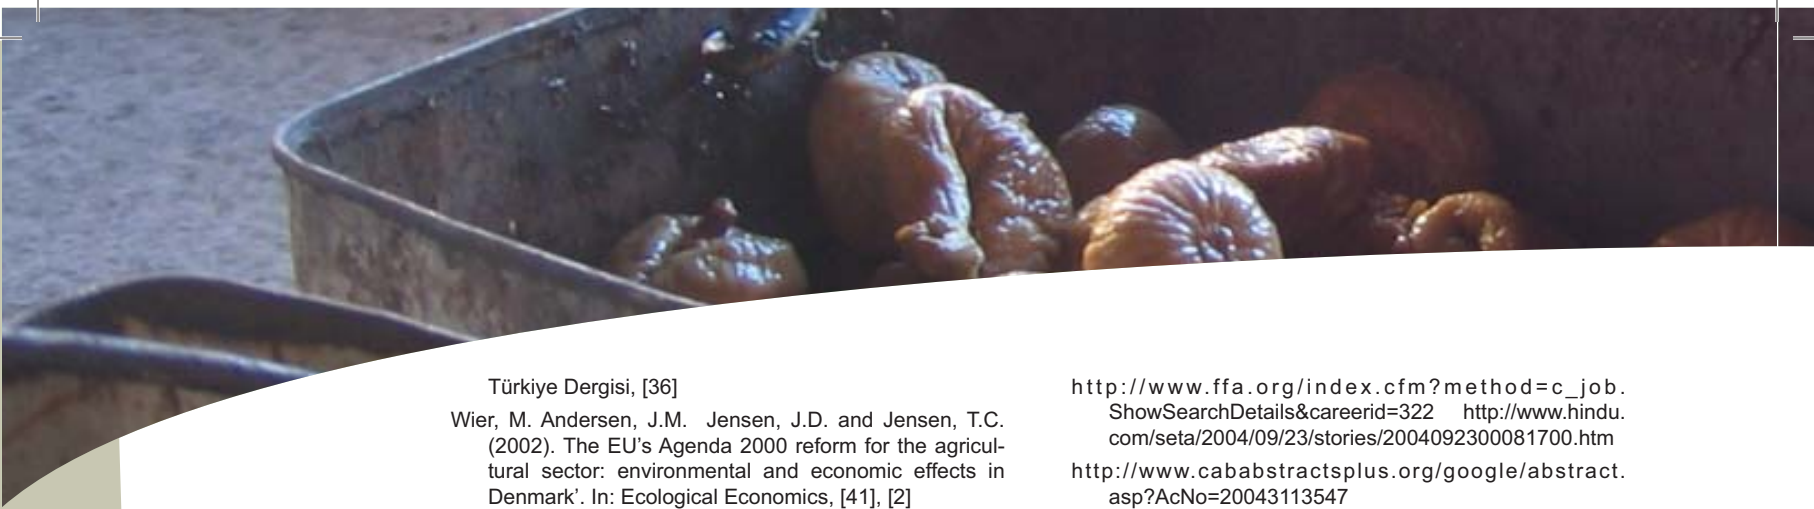 Türkiye Dergisi, [36]
Wier, M. Andersen, J.M. Jensen, J.D. and Jensen, T.C.
(2002). The EU’s Agenda 2000 reform for the agricul-
tural sector: environmental and economic effects in
Denmark’. In: Ecological Economics, [41], [2]
http://www.ffa.org/index.cfm?method=c_job.
ShowSearchDetails&careerid=322 http://www.hindu.
com/seta/2004/09/23/stories/2004092300081700.htm
http://www.cababstractsplus.org/google/abstract.
asp?AcNo=20043113547